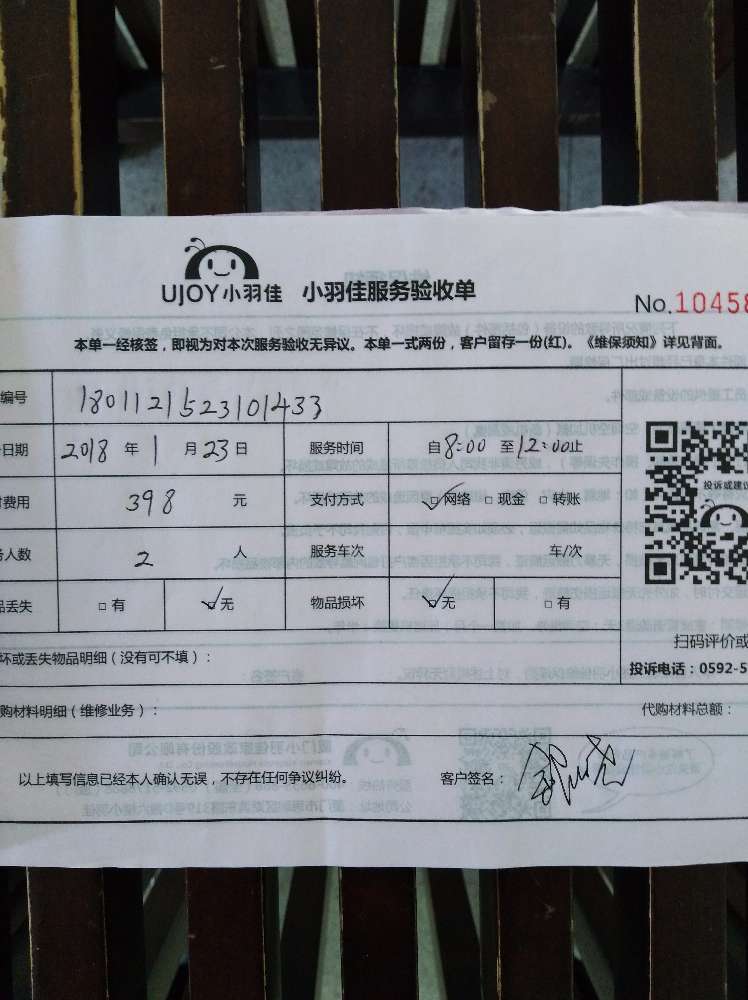 UJOY小羽佳 小羽佳服务验收单
No.10458
本单一经核签，即视为对本次服务验收无异议。本单一式两份，客户留存一份(红)。《维保须知》详见背面。
编号 1801121523101433
日期 2018 年 1 月 23 日 服务时间 自 8:00 至 12:00 止
费用 398 元 支付方式 ☑网络 □现金 □转账
人数 2 人 服务车次 车/次
品丢失 □有 ☑无 物品损坏 ☑无 □有
投诉或建议
扫码评价或
坏或丢失物品明细（没有可不填）：
投诉电话：0592-5
购材料明细（维修业务）： 代购材料总额：
以上填写信息已经本人确认无误，不存在任何争议纠纷。 客户签名：